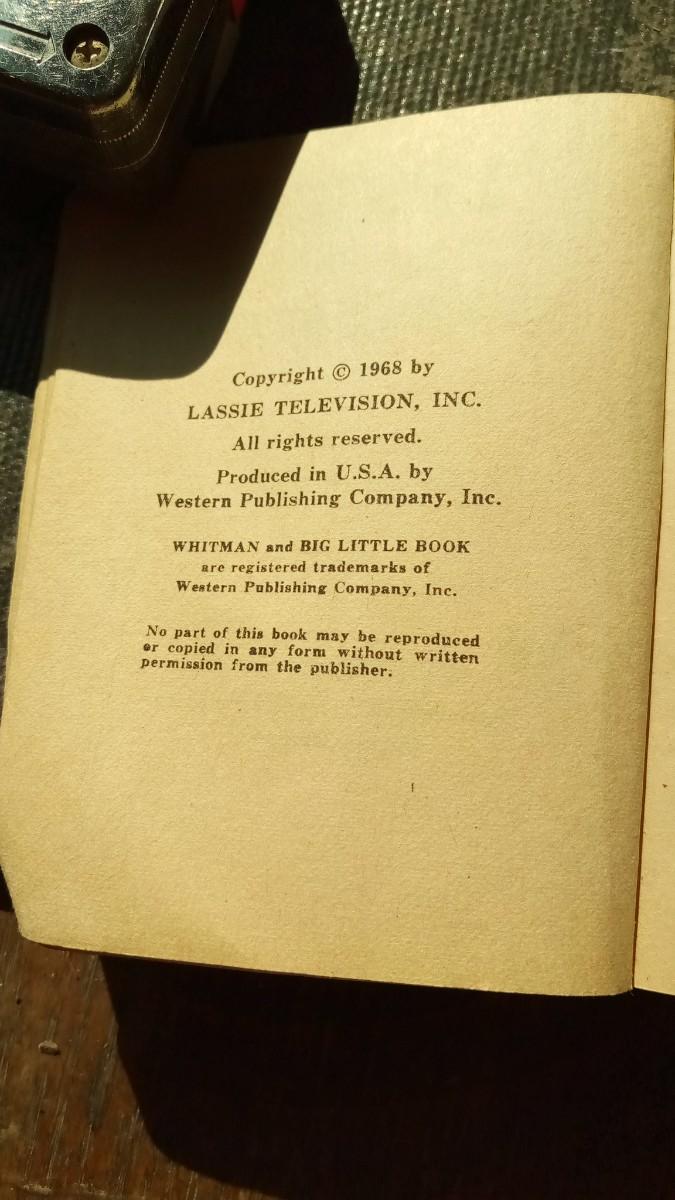 Copyright © 1968 by
LASSIE TELEVISION, INC.
All rights reserved.
Produced in U.S.A. by
Western Publishing Company, Inc.
WHITMAN and BIG LITTLE BOOK
are registered trademarks of
Western Publishing Company, Inc.
No part of this book may be reproduced
or copied in any form without written
permission from the publisher.